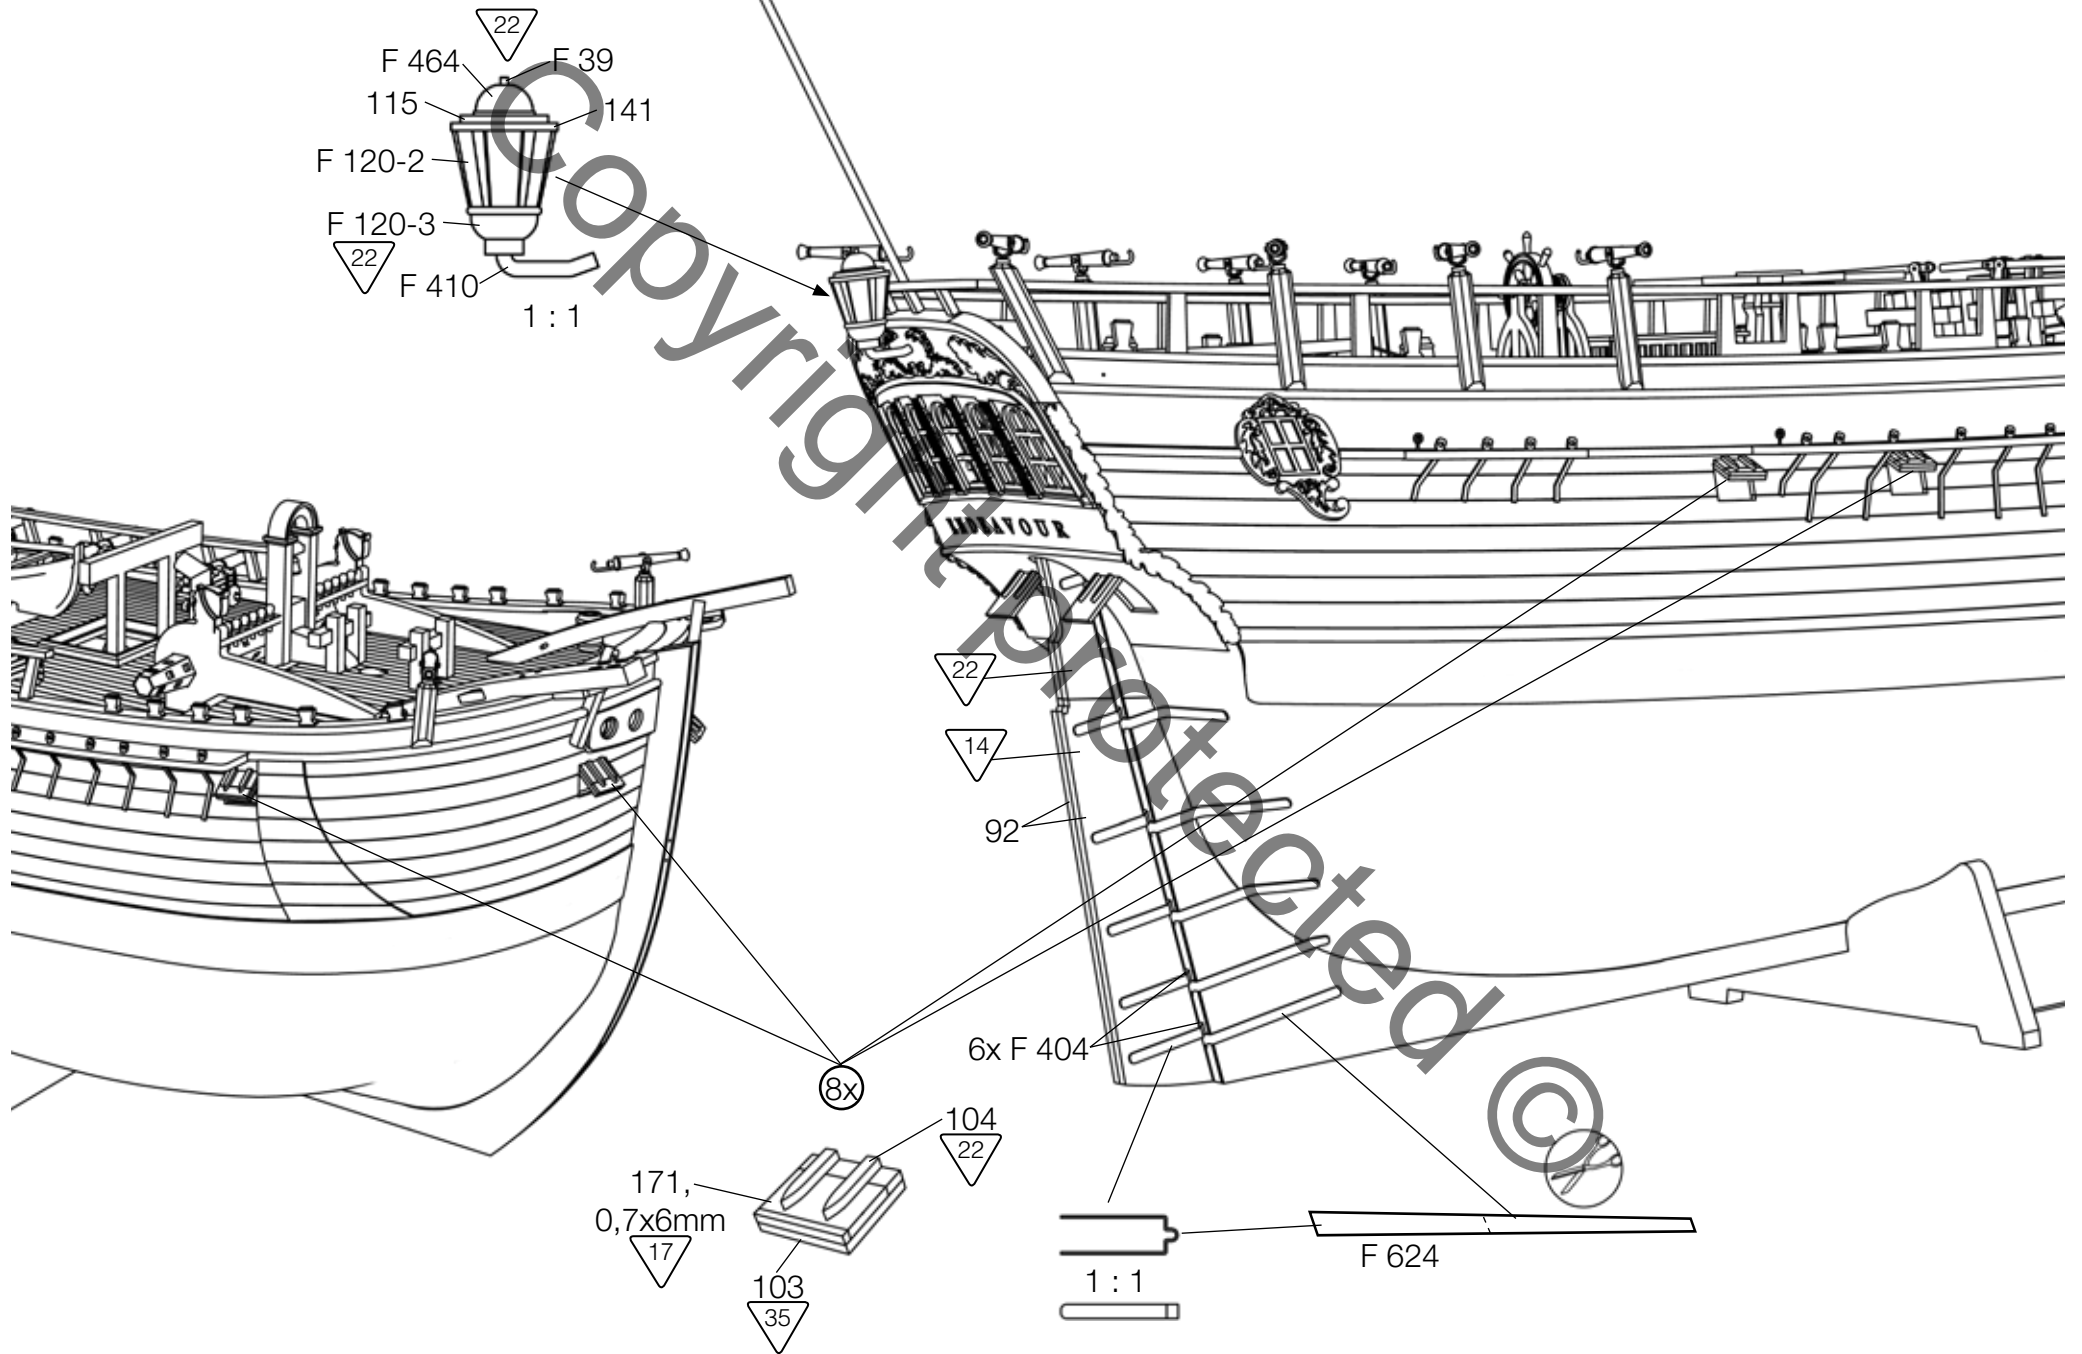 22
F 464
F 39
115
141
F 120-2
F 120-3
22
F 410
1 : 1
ENDEAVOUR
22
14
92
6x F 404
8x
104
22
171,
0,7x6mm
17
103
35
1 : 1
F 624
Copyright protected ©